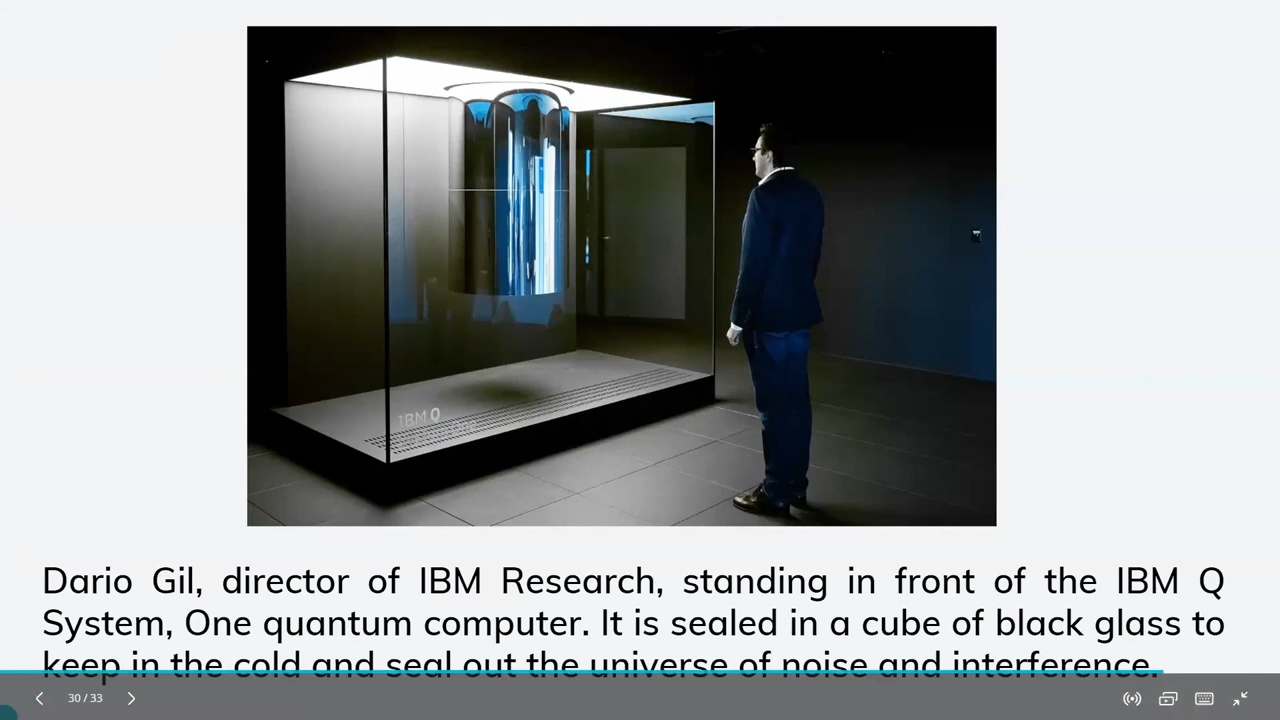 IBM Q
Dario Gil, director of IBM Research, standing in front of the IBM Q
System, One quantum computer. It is sealed in a cube of black glass to
keep in the cold and seal out the universe of noise and interference.
30 / 33